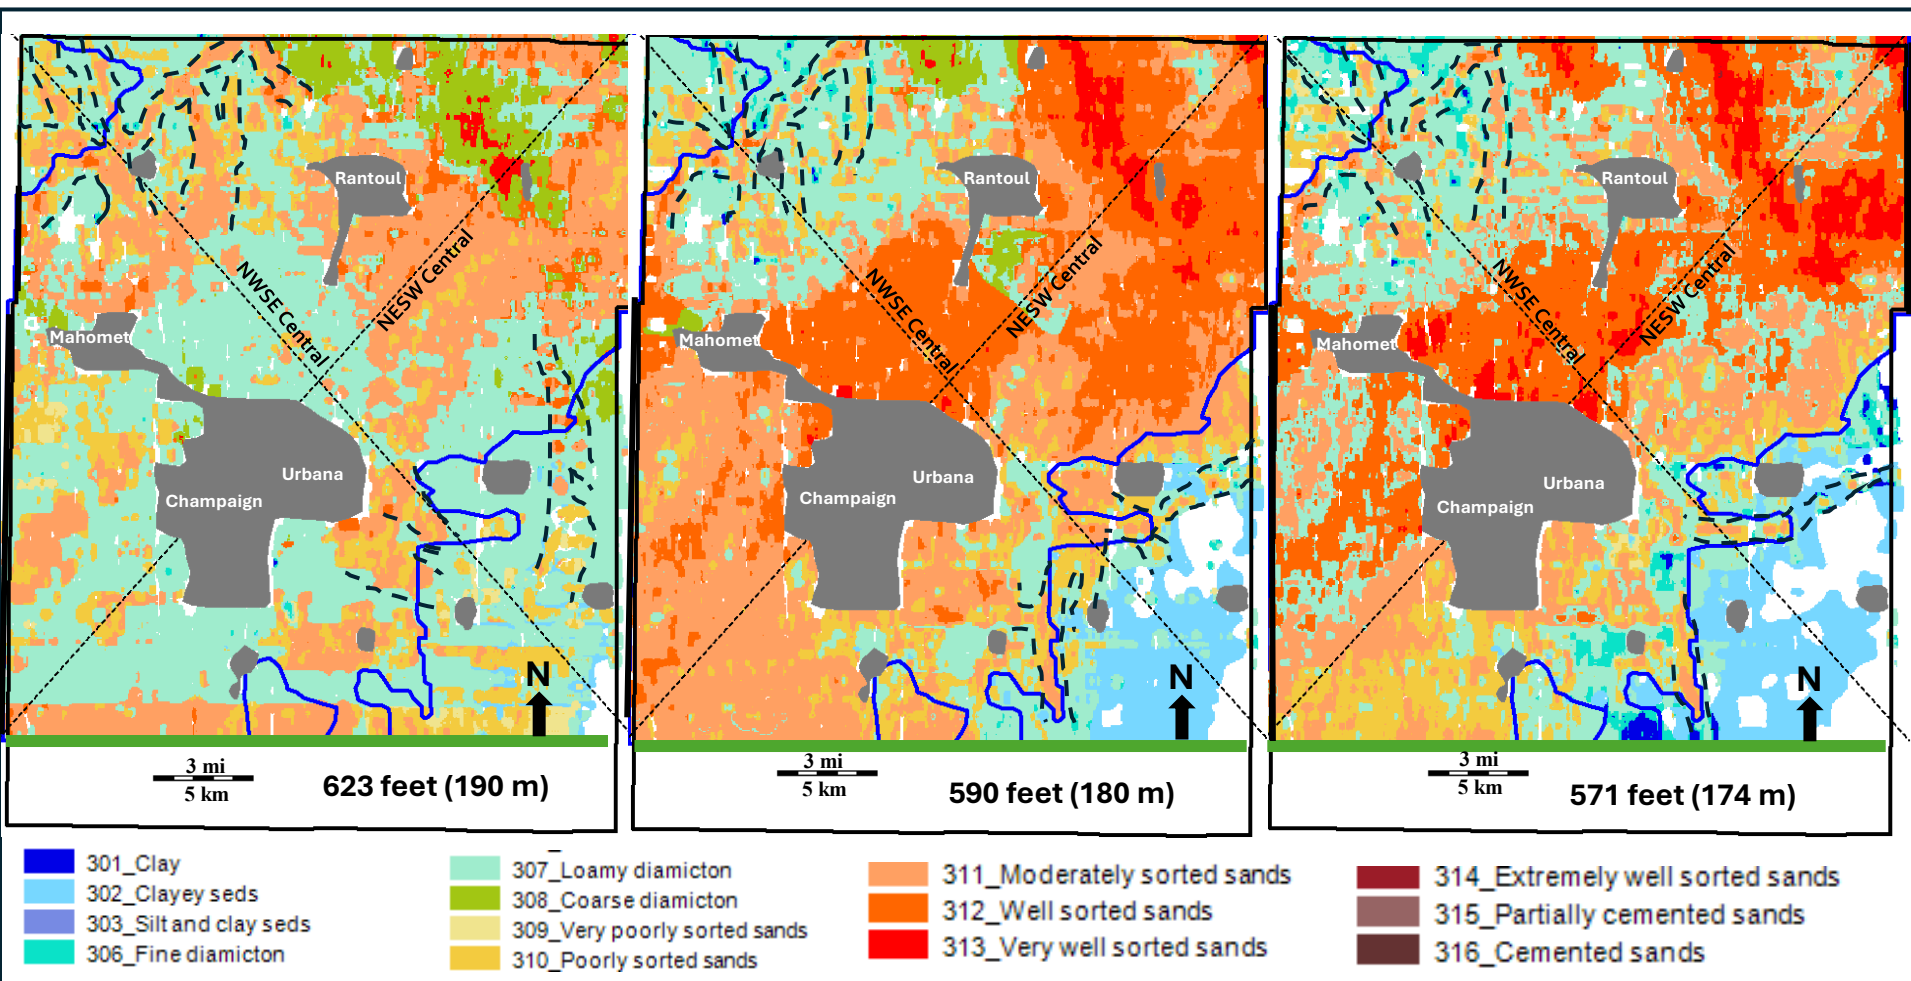 Rantoul
NWSE Central
NESW Central
Mahomet
Urbana
Champaign
N
3 mi
5 km
623 feet (190 m)
Rantoul
NWSE Central
NESW Central
Mahomet
Urbana
Champaign
N
3 mi
5 km
590 feet (180 m)
Rantoul
NWSE Central
NESW Central
Mahomet
Urbana
Champaign
N
3 mi
5 km
571 feet (174 m)
301_Clay
302_Clayey seds
303_Silt and clay seds
306_Fine diamicton
307_Loamy diamicton
308_Coarse diamicton
309_Very poorly sorted sands
310_Poorly sorted sands
311_Moderately sorted sands
312_Well sorted sands
313_Very well sorted sands
314_Extremely well sorted sands
315_Partially cemented sands
316_Cemented sands